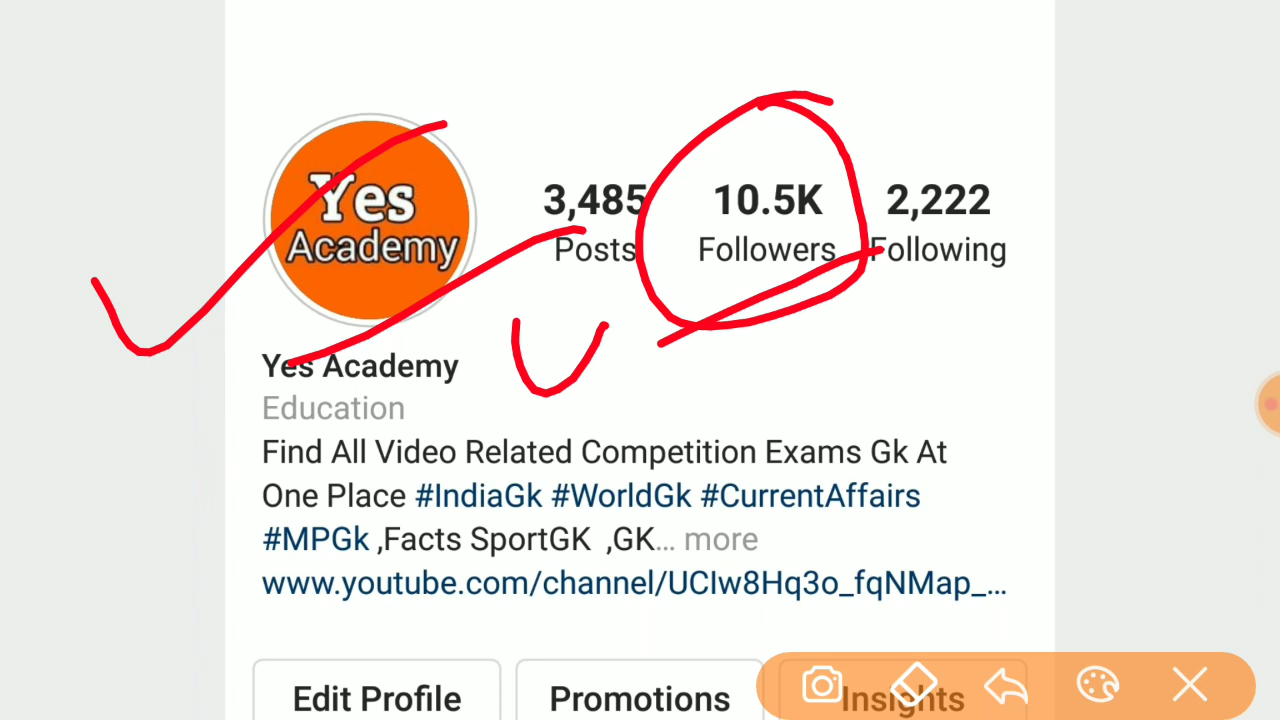 Yes
Academy
3,485 10.5K 2,222
Posts Followers Following
Yes Academy
Education
Find All Video Related Competition Exams Gk At
One Place #IndiaGk #WorldGk #CurrentAffairs
#MPGk ,Facts SportGK ,GK... more
www.youtube.com/channel/UCIw8Hq3o_fqNMap_...
Edit Profile Promotions Insights